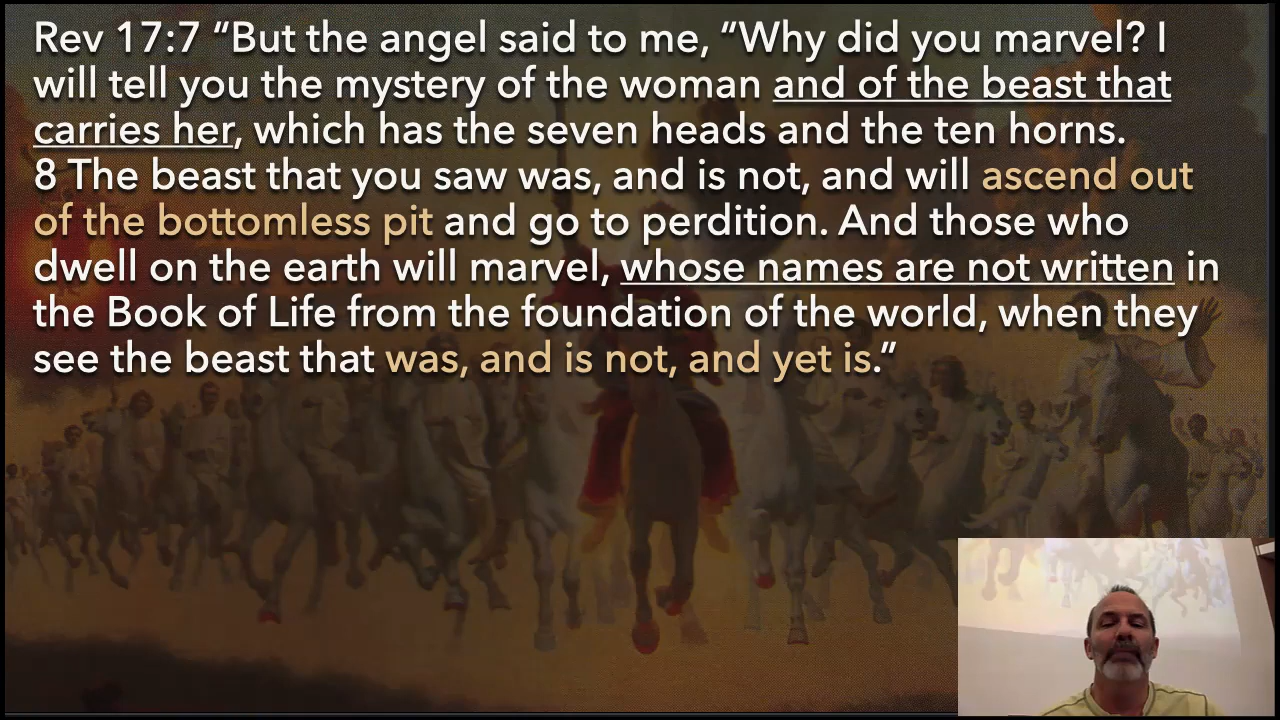 Rev 17:7 “But the angel said to me, “Why did you marvel? I
will tell you the mystery of the woman and of the beast that
carries her, which has the seven heads and the ten horns.
8 The beast that you saw was, and is not, and will ascend out
of the bottomless pit and go to perdition. And those who
dwell on the earth will marvel, whose names are not written in
the Book of Life from the foundation of the world, when they
see the beast that was, and is not, and yet is.”